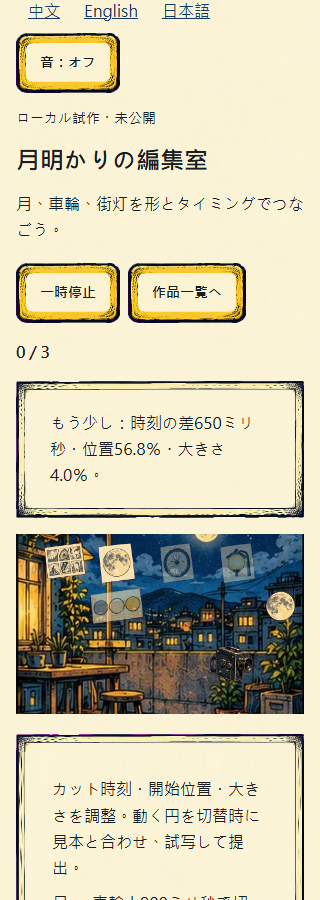 中文 English 日本語
音：オフ
ローカル試作・未公開
月明かりの編集室
月、車輪、街灯を形とタイミングでつな
ごう。
一時停止 作品一覧へ
0 / 3
もう少し：時刻の差650ミリ
秒・位置56.8%・大きさ
4.0%。
カット時刻・開始位置・大き
さを調整。動く円を切替時に
見本と合わせ、試写して提
出。